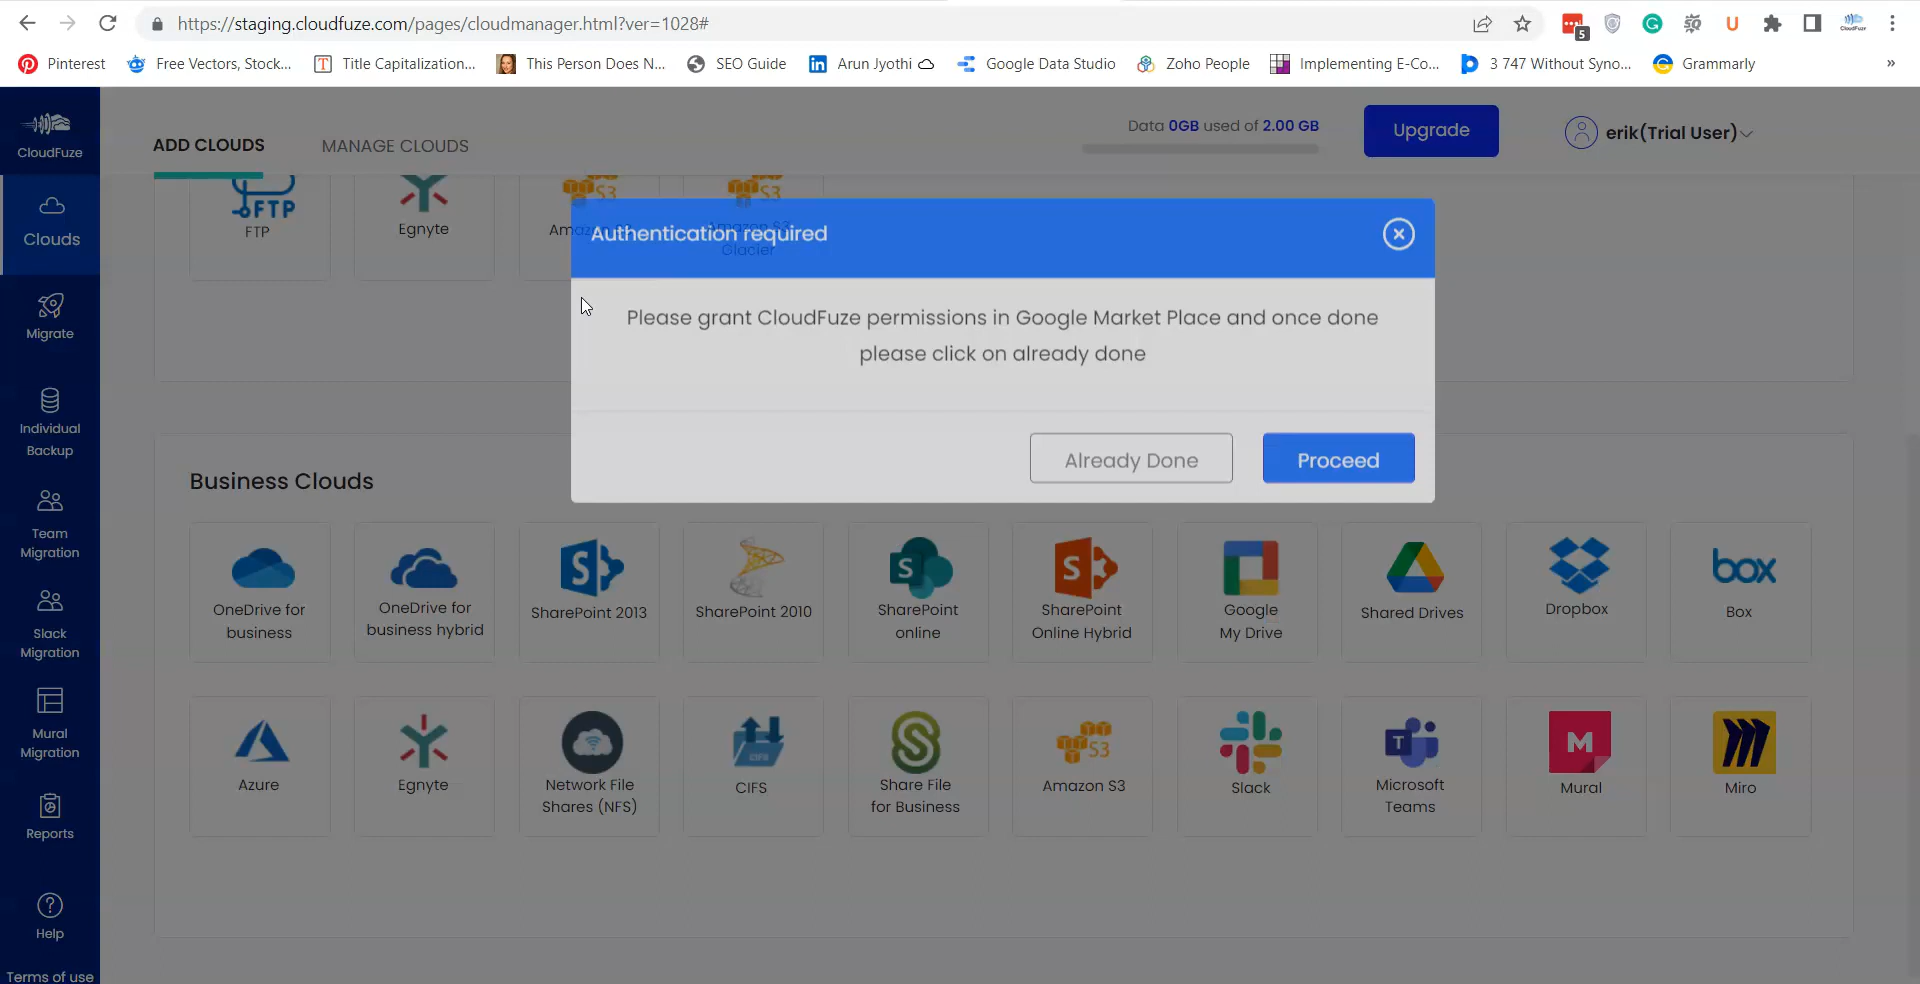 https://staging.cloudfuze.com/pages/cloudmanager.html?ver=1028#
5
Pinterest
Free Vectors, Stock...
Title Capitalization...
This Person Does N...
SEO Guide
Arun Jyothi
Google Data Studio
Zoho People
Implementing E-Co...
3 747 Without Syno...
Grammarly
»
CloudFuze
ADD CLOUDS
MANAGE CLOUDS
Data 0GB used of 2.00 GB
Upgrade
erik(Trial User)
Clouds
Migrate
Individual
Backup
Team
Migration
Slack
Migration
Mural
Migration
Reports
Help
Terms of use
FTP
FTP
Egnyte
S3
Amazon
S3
Amazon S3
Glacier
Authentication required
Please grant CloudFuze permissions in Google Market Place and once done
please click on already done
Already Done
Proceed
Business Clouds
OneDrive for
business
OneDrive for
business hybrid
SharePoint 2013
SharePoint 2010
SharePoint
online
SharePoint
Online Hybrid
Google
My Drive
Shared Drives
Dropbox
box
Box
Azure
Egnyte
Network File
Shares (NFS)
CIFS
Share File
for Business
S3
Amazon S3
Slack
Microsoft
Teams
M
Mural
Miro